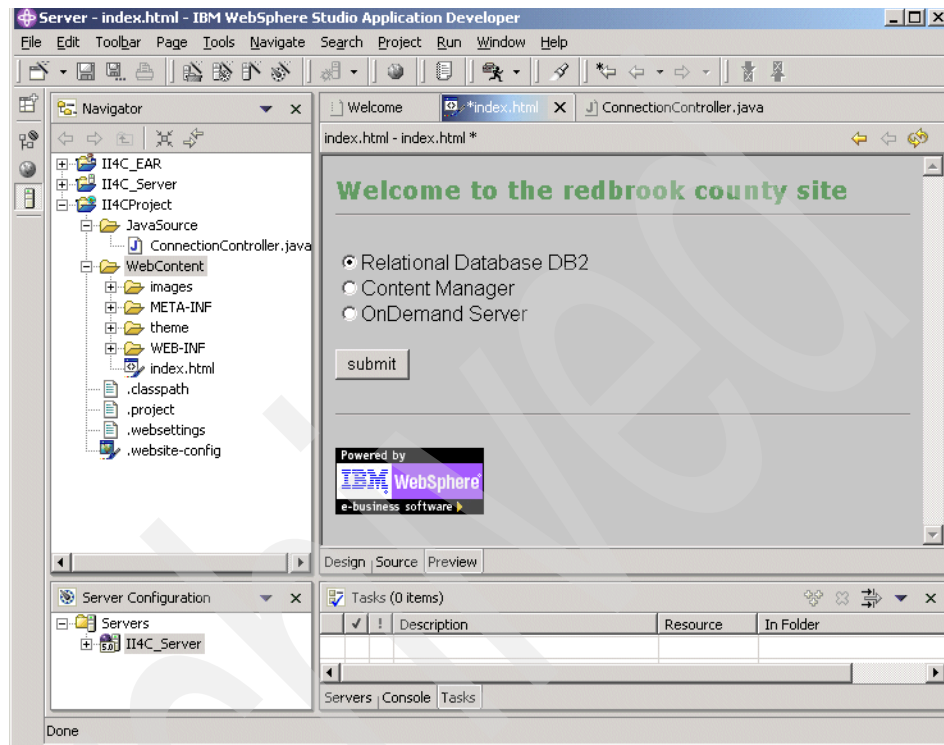 Server - index.html - IBM WebSphere Studio Application Developer
File Edit Toolbar Page Tools Navigate Search Project Run Window Help
Navigator
Welcome
*index.html
ConnectionController.java
index.html - index.html *
II4C_EAR
II4C_Server
II4CProject
JavaSource
ConnectionController.java
WebContent
images
META-INF
theme
WEB-INF
index.html
.classpath
.project
.websettings
.website-config
Welcome to the redbrook county site
Relational Database DB2
Content Manager
OnDemand Server
submit
Powered by
IBM WebSphere
e-business software
Design Source Preview
Server Configuration
Servers
II4C_Server
Tasks (0 items)
! Description Resource In Folder
Servers Console Tasks
Done